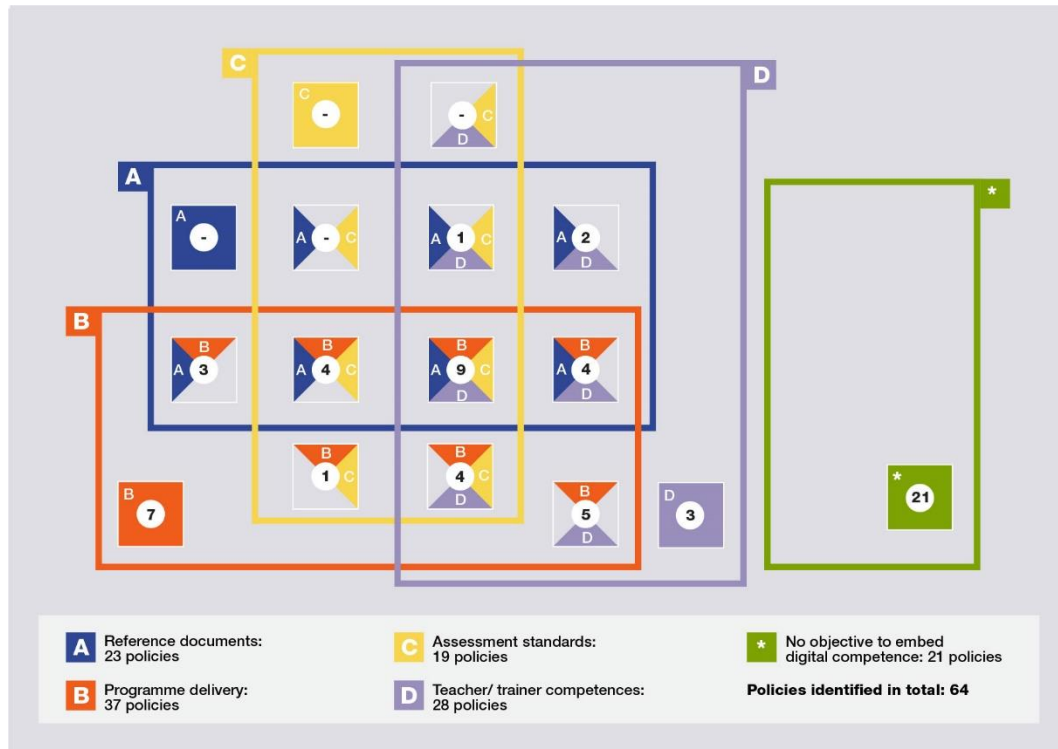 C
D
C
-
-
C
D
A
*
A
-
A
-
C
A
1
C
D
A
2
D
B
B
A
3
B
A
4
C
B
A
9
C
D
B
A
4
D
B
1
C
B
4
C
D
B
7
B
5
D
D
3
*
21
A
Reference documents:
23 policies
C
Assessment standards:
19 policies
*
No objective to embed
digital competence: 21 policies
B
Programme delivery:
37 policies
D
Teacher/ trainer competences:
28 policies
Policies identified in total: 64